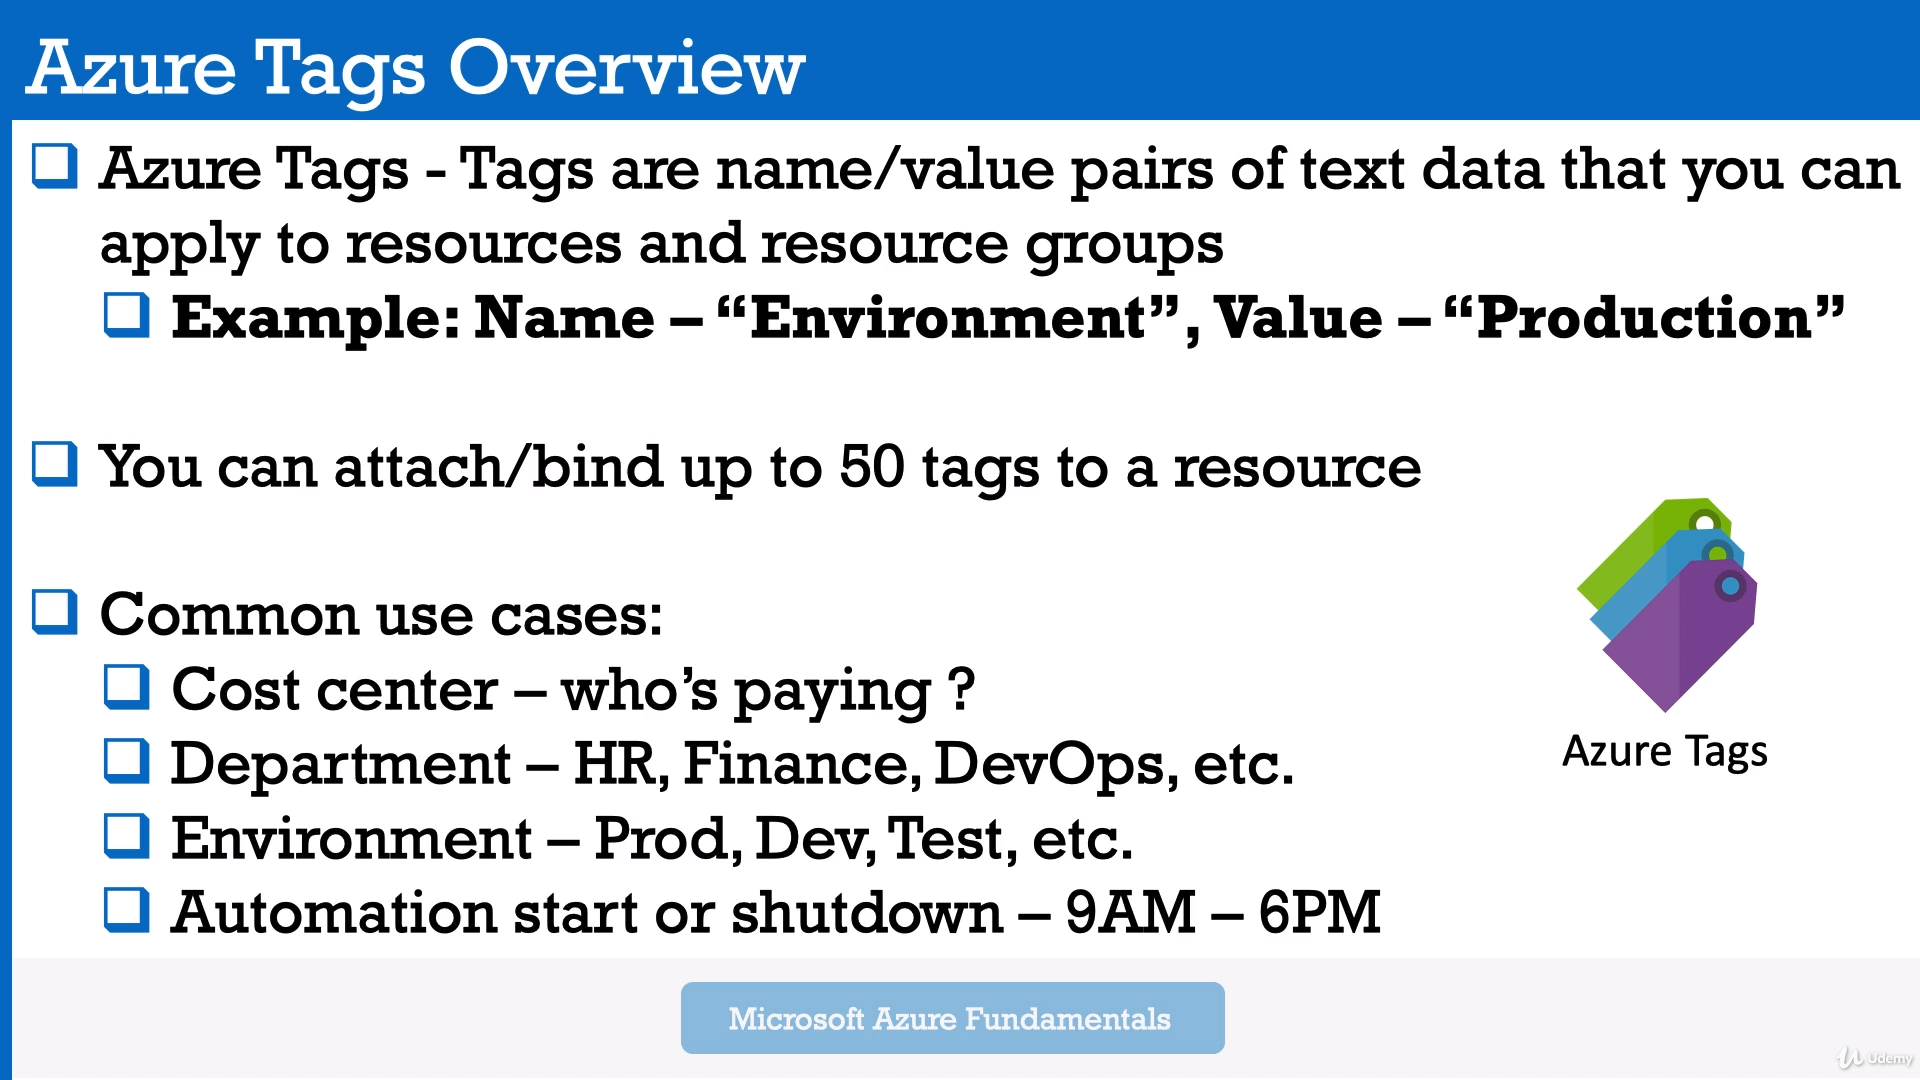 Azure Tags Overview
Azure Tags - Tags are name/value pairs of text data that you can
apply to resources and resource groups
Example: Name – “Environment”, Value – “Production”
You can attach/bind up to 50 tags to a resource
Common use cases:
Cost center – who’s paying ?
Department – HR, Finance, DevOps, etc.
Environment – Prod, Dev, Test, etc.
Automation start or shutdown – 9AM – 6PM
Azure Tags
Microsoft Azure Fundamentals
Udemy